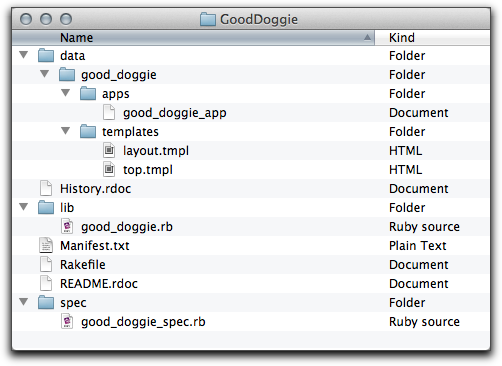 GoodDoggie
Name Kind
data Folder
good_doggie Folder
apps Folder
good_doggie_app Document
templates Folder
layout.tmpl HTML
top.tmpl HTML
History.rdoc Document
lib Folder
good_doggie.rb Ruby source
Manifest.txt Plain Text
Rakefile Document
README.rdoc Document
spec Folder
good_doggie_spec.rb Ruby source